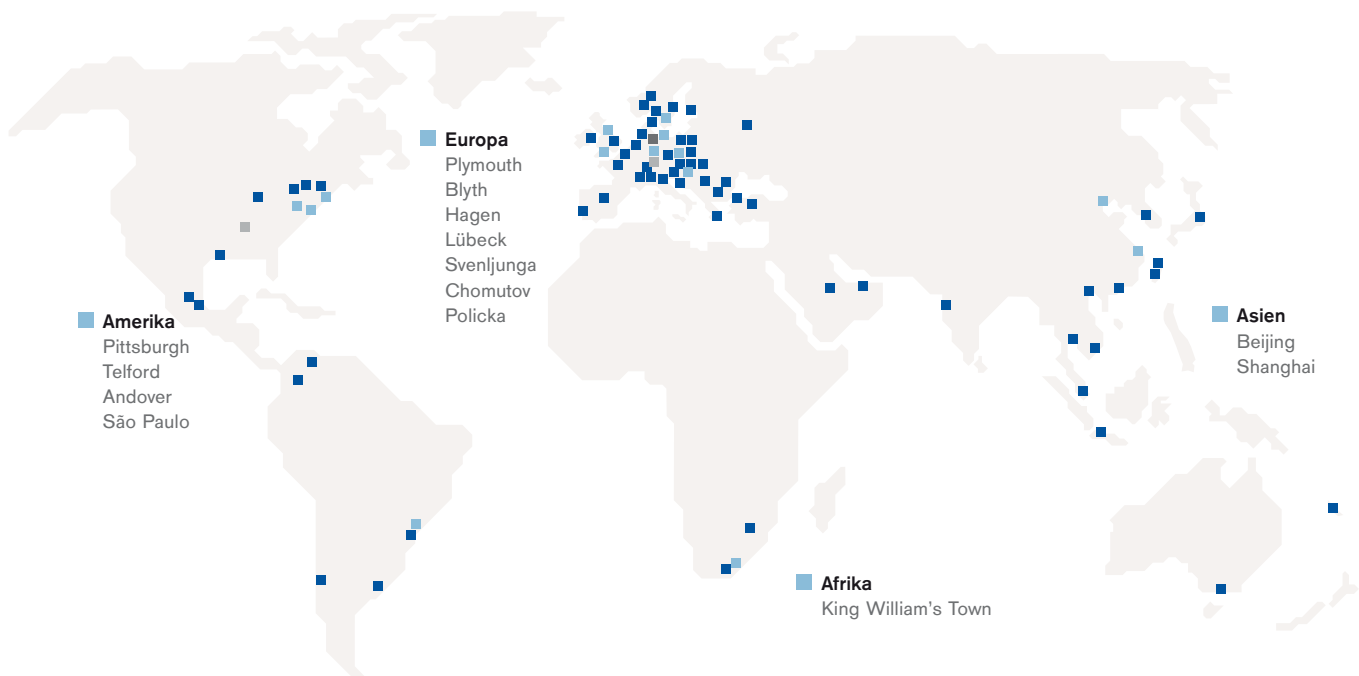 Europa
Plymouth
Blyth
Hagen
Lübeck
Svenljunga
Chomutov
Policka
Amerika
Pittsburgh
Telford
Andover
São Paulo
Asien
Beijing
Shanghai
Afrika
King William's Town